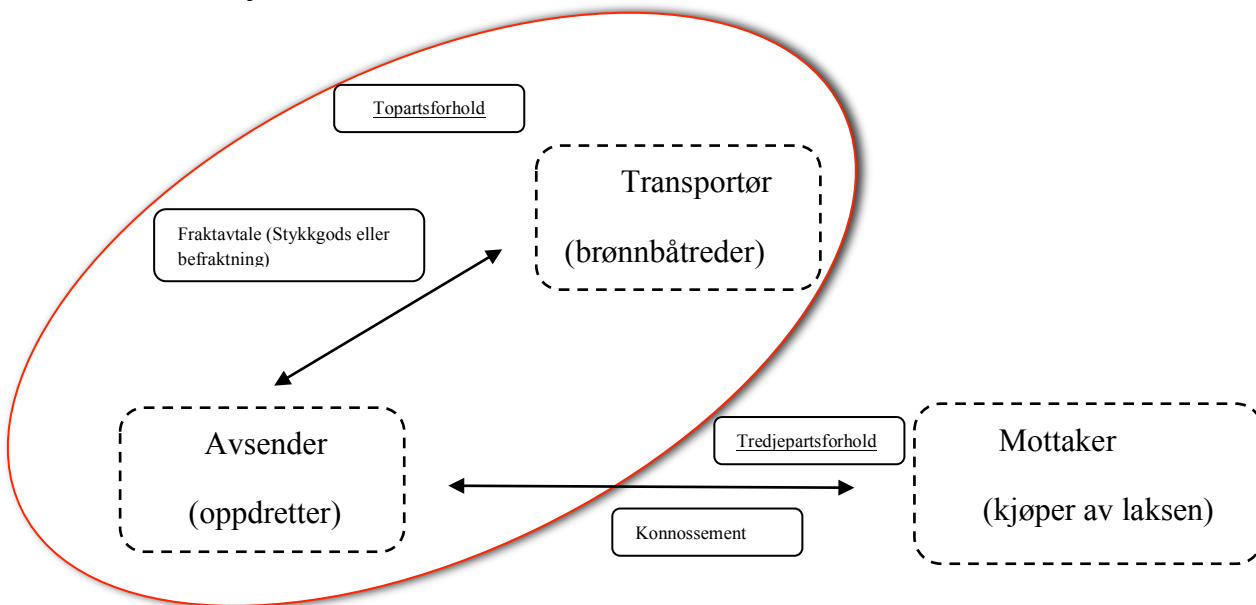 Topartsforhold
Transportør
(brønnbåtreder)
Fraktavtale (Stykkgods eller
befraktning)
Avsender
(oppdretter)
Tredjepartsforhold
Mottaker
(kjøper av laksen)
Konnossement